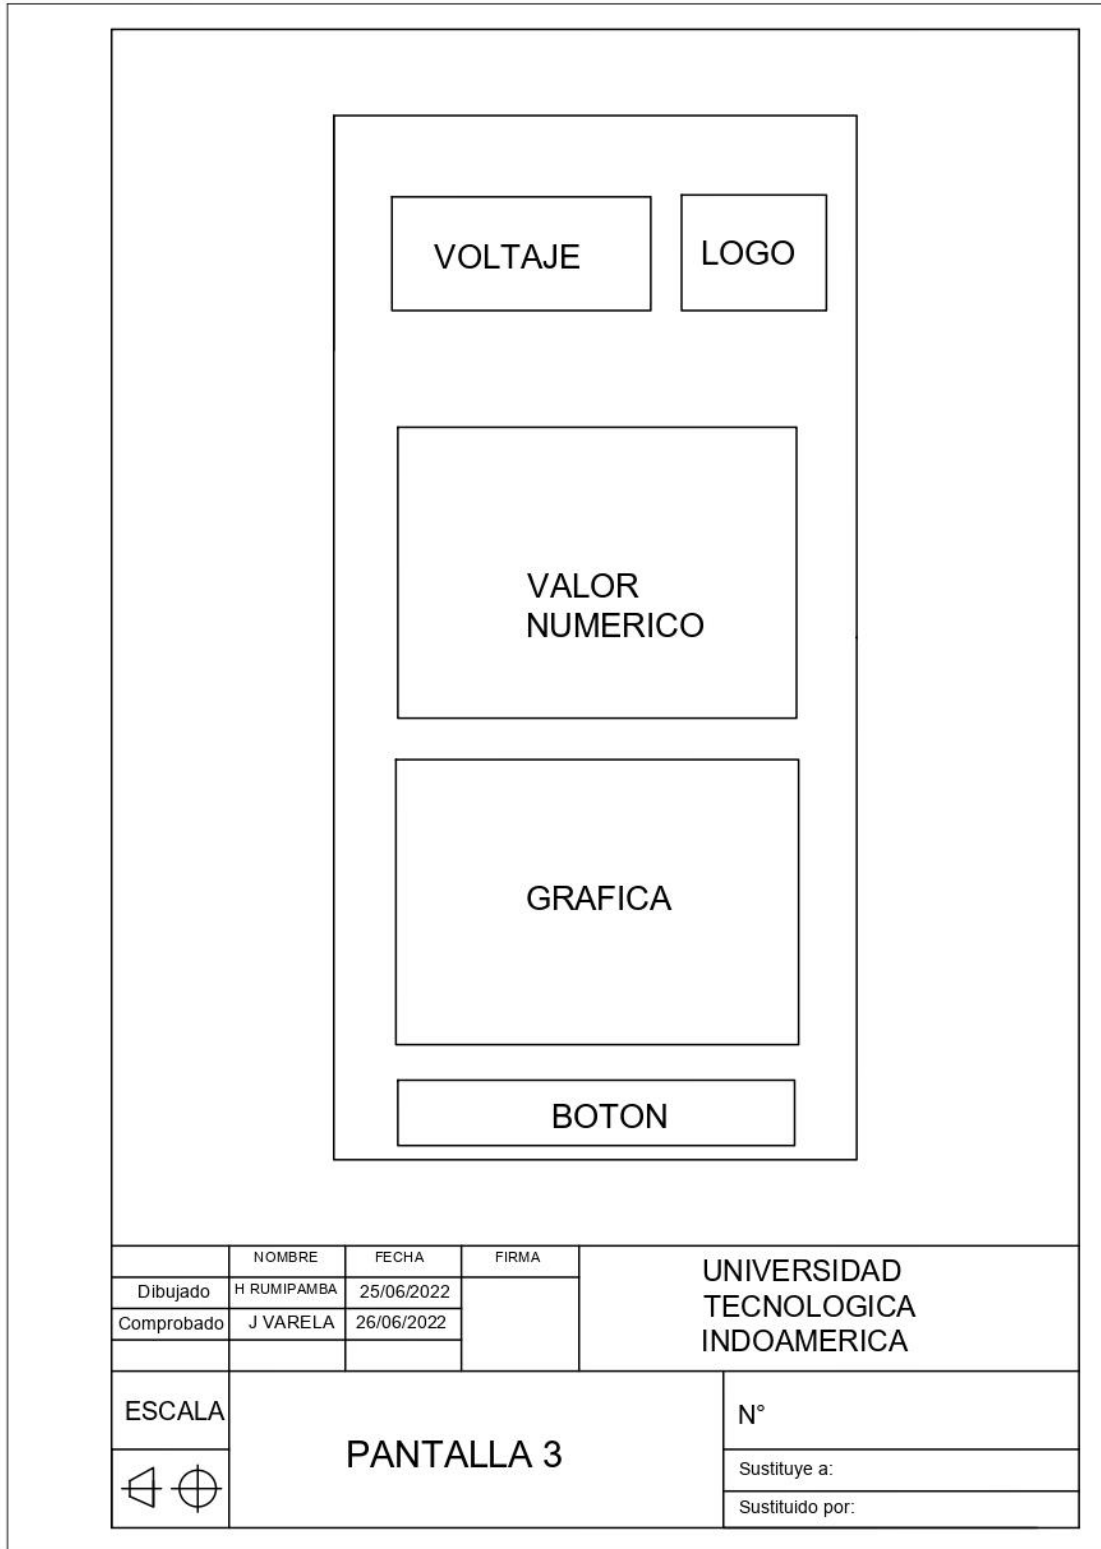 VOLTAJE
LOGO
VALOR
NUMERICO
GRAFICA
BOTON
NOMBRE FECHA FIRMA
Dibujado H RUMIPAMBA 25/06/2022
Comprobado J VARELA 26/06/2022
UNIVERSIDAD
TECNOLOGICA
INDOAMERICA
ESCALA
PANTALLA 3
N°
Sustituye a:
Sustituido por: